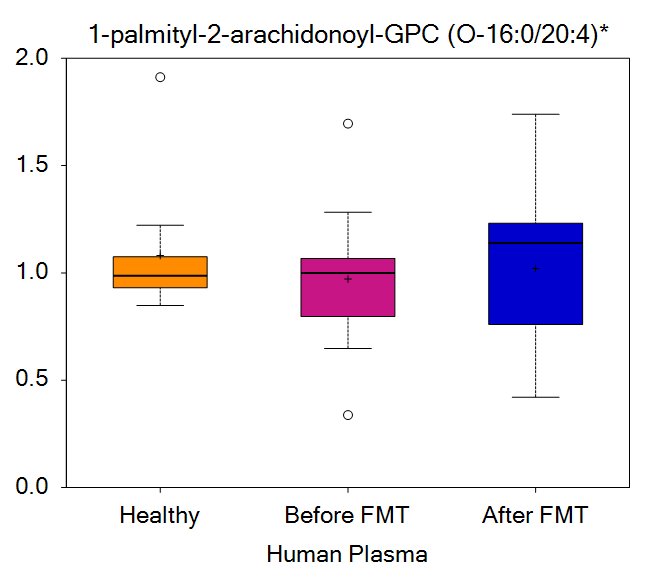 1-palmityl-2-arachidonoyl-GPC (O-16:0/20:4)*
2.0
1.5
1.0
0.5
0.0
Healthy Before FMT After FMT
Human Plasma